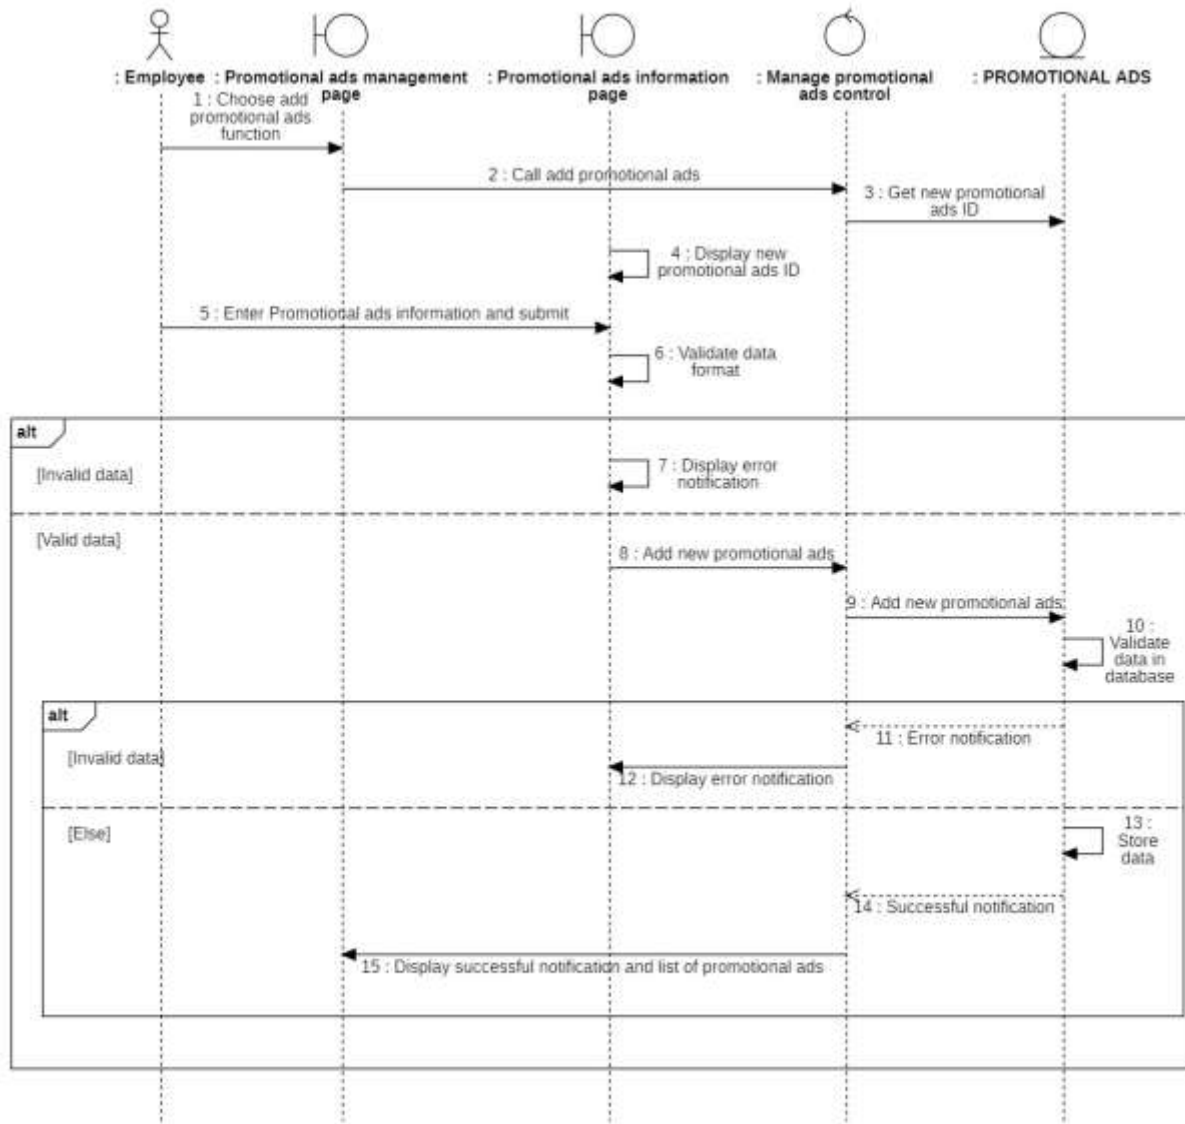 : Employee
: Promotional ads management
page
: Promotional ads information
page
: Manage promotional
ads control
: PROMOTIONAL ADS
1 : Choose add
promotional ads
function
2 : Call add promotional ads
3 : Get new promotional
ads ID
4 : Display new
promotional ads ID
5 : Enter Promotional ads information and submit
6 : Validate data
format
alt
[Invalid data]
7 : Display error
notification
[Valid data]
8 : Add new promotional ads
9 : Add new promotional ads
10 :
Validate
data in
database
alt
11 : Error notification
[Invalid data]
12 : Display error notification
[Else]
13 :
Store
data
14 : Successful notification
15 : Display successful notification and list of promotional ads